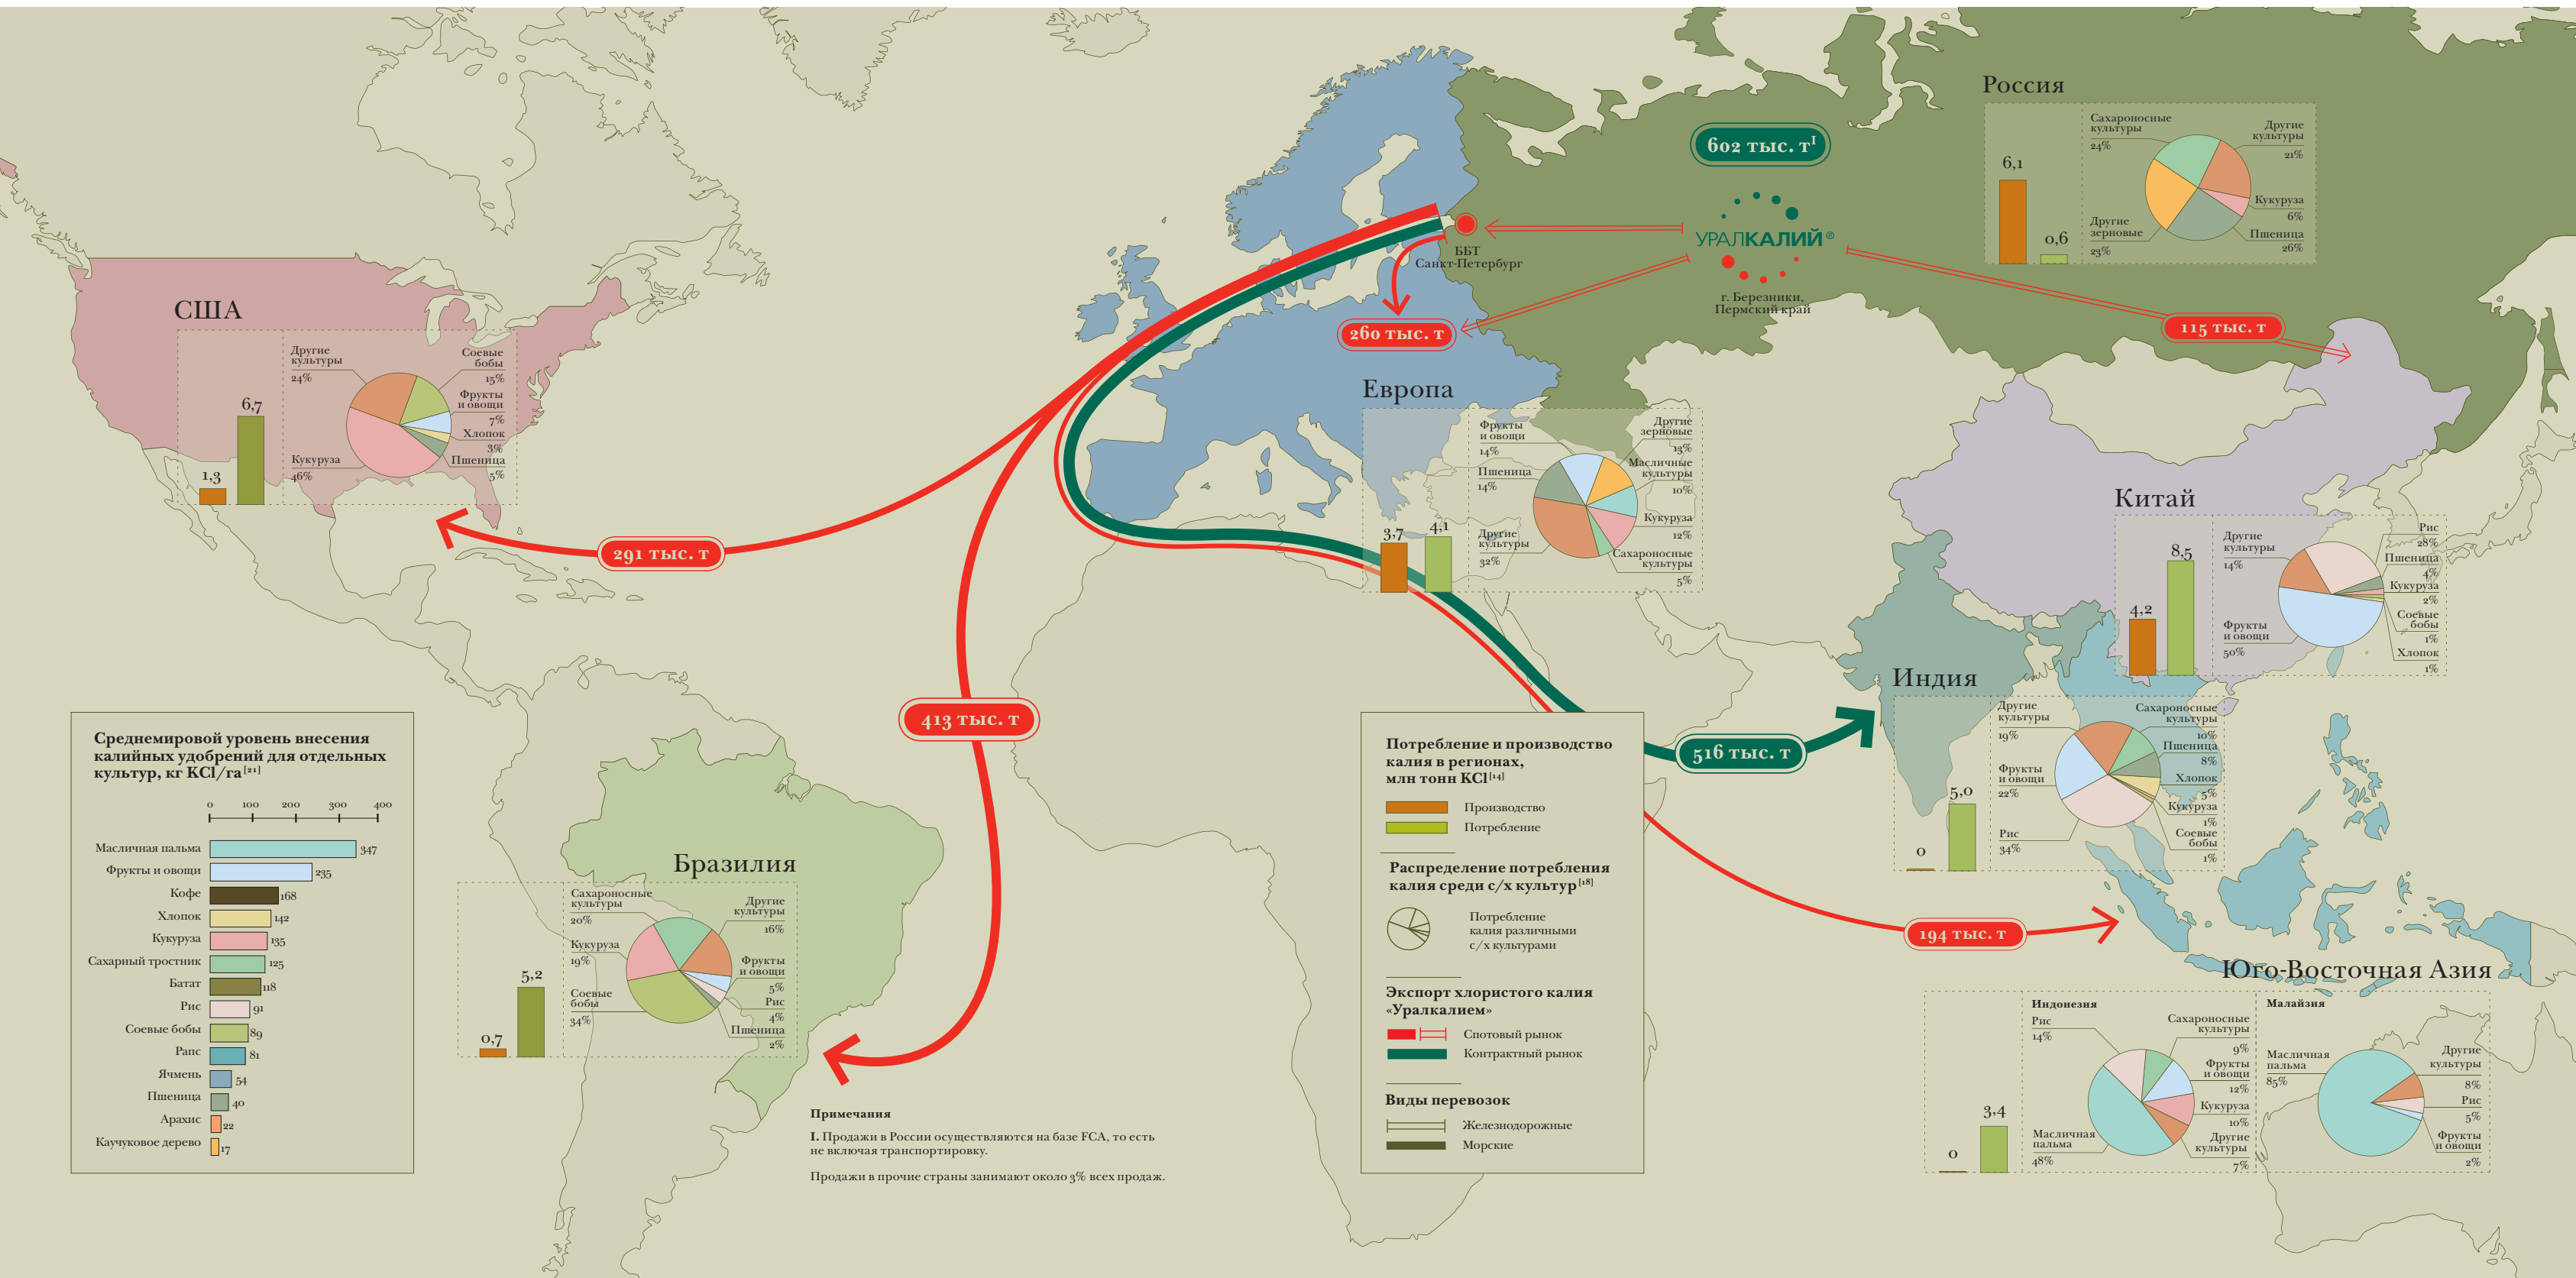 Россия
6,1
0,6
Сахароносные
культуры
24%
Другие
культуры
21%
Кукуруза
6%
Пшеница
26%
Другие
зерновые
23%
602 тыс. т¹
УРАЛКАЛИЙ®
г. Березники,
Пермский край
ББТ
Санкт-Петербург
260 тыс. т
115 тыс. т
США
1,3
6,7
Другие
культуры
24%
Соевые
бобы
15%
Фрукты
и овощи
7%
Хлопок
3%
Пшеница
5%
Кукуруза
46%
291 тыс. т
Европа
3,7
4,1
Фрукты
и овощи
14%
Пшеница
14%
Другие
культуры
32%
Другие
зерновые
13%
Масличные
культуры
10%
Кукуруза
12%
Сахароносные
культуры
5%
Китай
4,2
8,5
Другие
культуры
14%
Фрукты
и овощи
50%
Рис
28%
Пшеница
4%
Кукуруза
2%
Соевые
бобы
1%
Хлопок
1%
Индия
0
5,0
Другие
культуры
19%
Фрукты
и овощи
22%
Рис
34%
Сахароносные
культуры
10%
Пшеница
8%
Хлопок
5%
Кукуруза
1%
Соевые
бобы
1%
413 тыс. т
516 тыс. т
194 тыс. т
Среднемировой уровень внесения
калийных удобрений для отдельных
культур, кг KCl/га[21]
0 100 200 300 400
Масличная пальма 347
Фрукты и овощи 235
Кофе 168
Хлопок 142
Кукуруза 135
Сахарный тростник 125
Батат 118
Рис 91
Соевые бобы 89
Рапс 81
Ячмень 54
Пшеница 40
Арахис 22
Каучуковое дерево 17
Бразилия
0,7
5,2
Сахароносные
культуры
20%
Кукуруза
19%
Соевые
бобы
34%
Другие
культуры
16%
Фрукты
и овощи
5%
Рис
4%
Пшеница
2%
Примечания
I. Продажи в России осуществляются на базе FCA, то есть
не включая транспортировку.
Продажи в прочие страны занимают около 3% всех продаж.
Потребление и производство
калия в регионах,
млн тонн KCl[14]
Производство
Потребление
Распределение потребления
калия среди с/х культур[18]
Потребление
калия различными
с/х культурами
Экспорт хлористого калия
«Уралкалием»
Спотовый рынок
Контрактный рынок
Виды перевозок
Железнодорожные
Морские
Юго-Восточная Азия
0
3,4
Индонезия
Рис
14%
Масличная
пальма
48%
Сахароносные
культуры
9%
Фрукты
и овощи
12%
Кукуруза
10%
Другие
культуры
7%
Малайзия
Масличная
пальма
85%
Другие
культуры
8%
Рис
5%
Фрукты
и овощи
2%